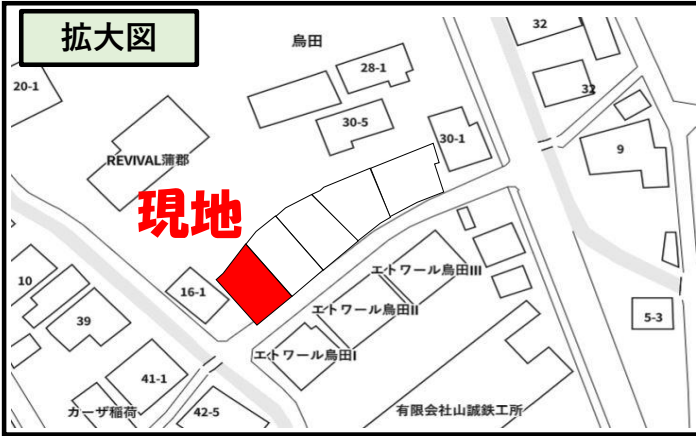 拡大図
鳥田
32
28-1
20-1
32
30-5
30-1
9
REVIVAL蒲郡
現地
エトワール鳥田III
10
16-1
エトワール鳥田II
39
5-3
エトワール鳥田I
41-1
カーザ稲荷
42-5
有限会社山誠鉄工所